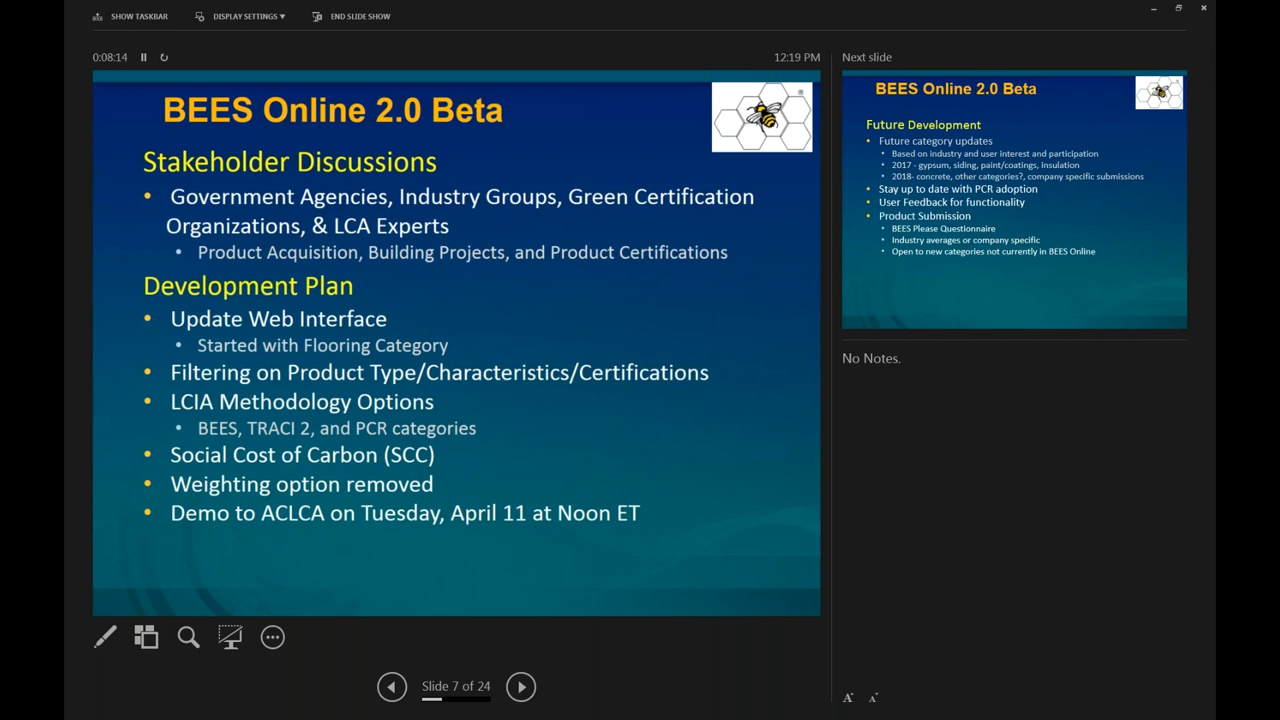 SHOW TASKBAR
DISPLAY SETTINGS ▼
END SLIDE SHOW
0:08:14
12:19 PM
BEES Online 2.0 Beta
®
Stakeholder Discussions
• Government Agencies, Industry Groups, Green Certification
Organizations, & LCA Experts
• Product Acquisition, Building Projects, and Product Certifications
Development Plan
• Update Web Interface
• Started with Flooring Category
• Filtering on Product Type/Characteristics/Certifications
• LCIA Methodology Options
• BEES, TRACI 2, and PCR categories
• Social Cost of Carbon (SCC)
• Weighting option removed
• Demo to ACLCA on Tuesday, April 11 at Noon ET
Slide 7 of 24
Next slide
BEES Online 2.0 Beta
Future Development
• Future category updates
• Based on industry and user interest and participation
• 2017 - gypsum, siding, paint/coatings, insulation
• 2018- concrete, other categories?, company specific submissions
• Stay up to date with PCR adoption
• User Feedback for functionality
• Product Submission
• BEES Please Questionnaire
• Industry averages or company specific
• Open to new categories not currently in BEES Online
No Notes.
A A